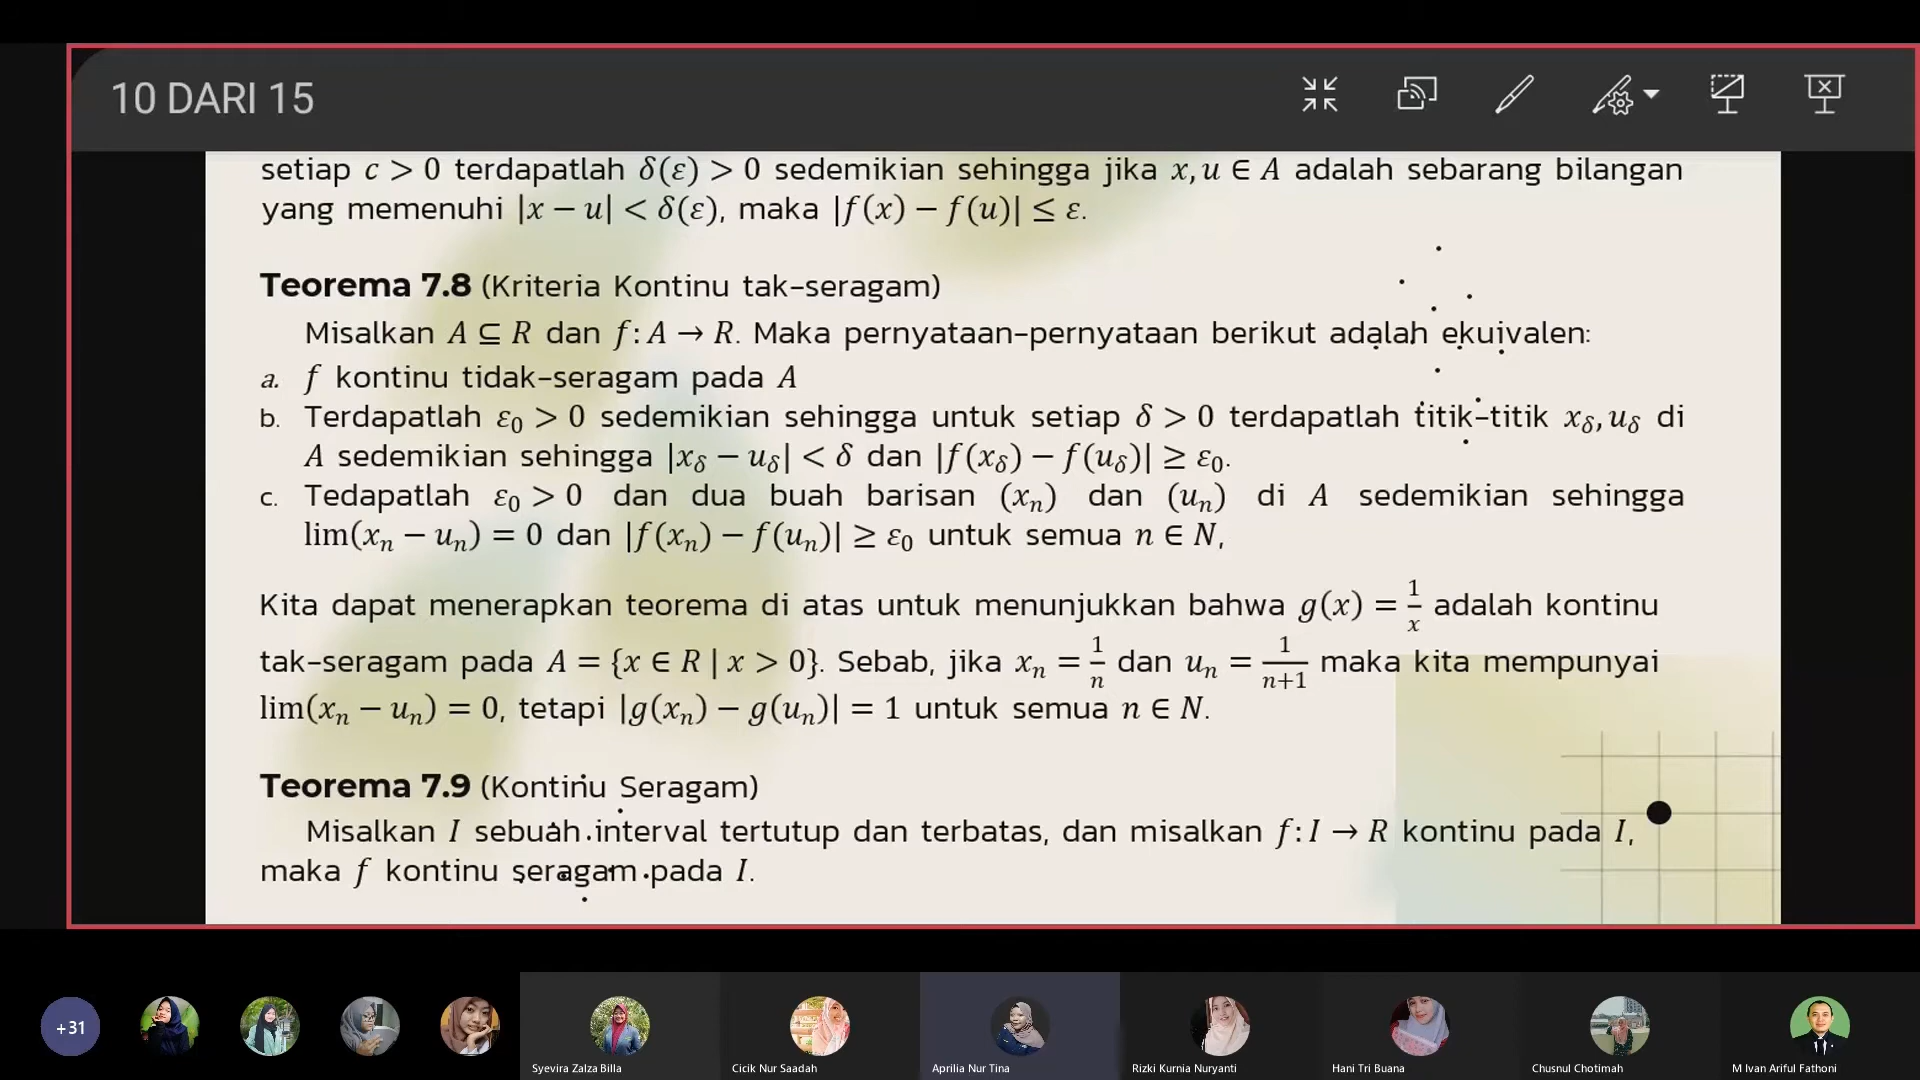 10 DARI 15
setiap c > 0 terdapatlah δ(ε) > 0 sedemikian sehingga jika x, u ∈ A adalah sebarang bilangan
yang memenuhi |x − u| < δ(ε), maka |f(x) − f(u)| ≤ ε.
Teorema 7.8 (Kriteria Kontinu tak-seragam)
Misalkan A ⊆ R dan f: A → R. Maka pernyataan-pernyataan berikut adalah ekuivalen:
a. f kontinu tidak-seragam pada A
b. Terdapatlah ε₀ > 0 sedemikian sehingga untuk setiap δ > 0 terdapatlah titik-titik x_δ, u_δ di
A sedemikian sehingga |x_δ − u_δ| < δ dan |f(x_δ) − f(u_δ)| ≥ ε₀.
c. Tedapatlah ε₀ > 0 dan dua buah barisan (xₙ) dan (uₙ) di A sedemikian sehingga
lim(xₙ − uₙ) = 0 dan |f(xₙ) − f(uₙ)| ≥ ε₀ untuk semua n ∈ N,
Kita dapat menerapkan teorema di atas untuk menunjukkan bahwa g(x) = 1/x adalah kontinu
tak-seragam pada A = {x ∈ R | x > 0}. Sebab, jika xₙ = 1/n dan uₙ = 1/(n+1) maka kita mempunyai
lim(xₙ − uₙ) = 0, tetapi |g(xₙ) − g(uₙ)| = 1 untuk semua n ∈ N.
Teorema 7.9 (Kontinu Seragam)
Misalkan I sebuah interval tertutup dan terbatas, dan misalkan f: I → R kontinu pada I,
maka f kontinu seragam pada I.
+31
Syevira Zalza Billa
Cicik Nur Saadah
Aprilia Nur Tina
Rizki Kurnia Nuryanti
Hani Tri Buana
Chusnul Chotimah
M Ivan Ariful Fathoni